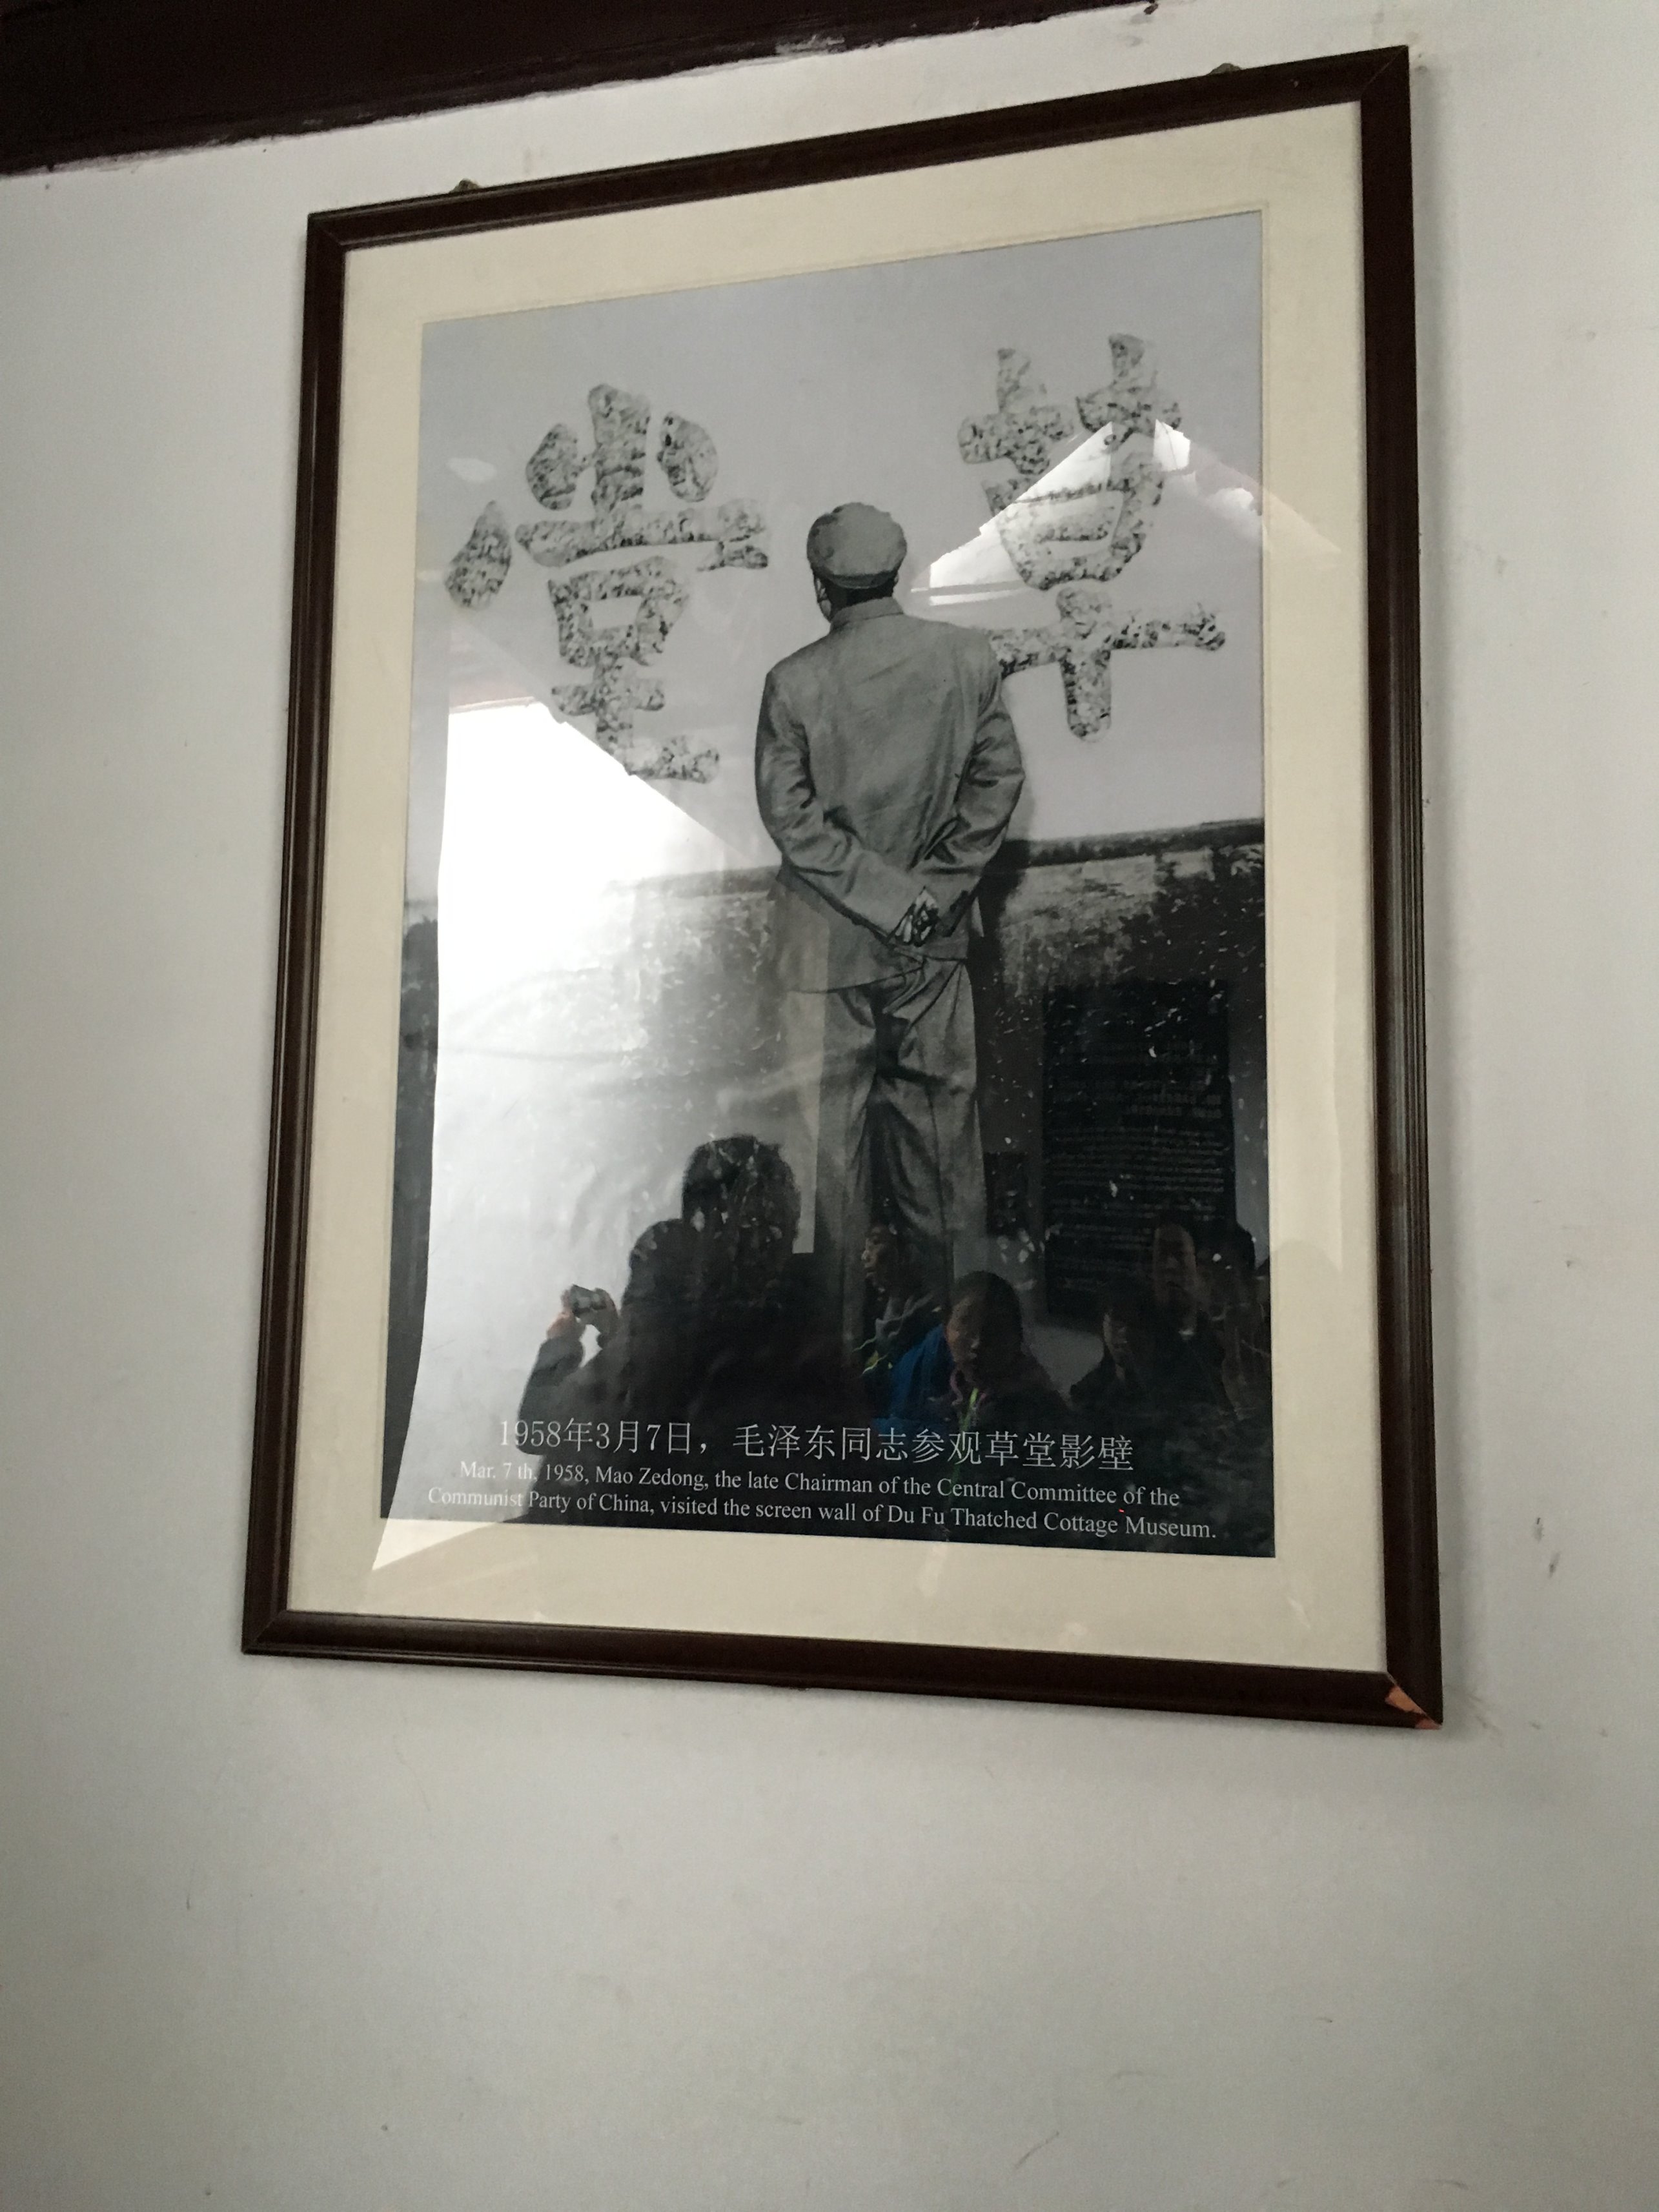 草堂
1958年3月7日，毛泽东同志参观草堂影壁
Mar. 7 th, 1958, Mao Zedong, the late Chairman of the Central Committee of the
Communist Party of China, visited the screen wall of Du Fu Thatched Cottage Museum.